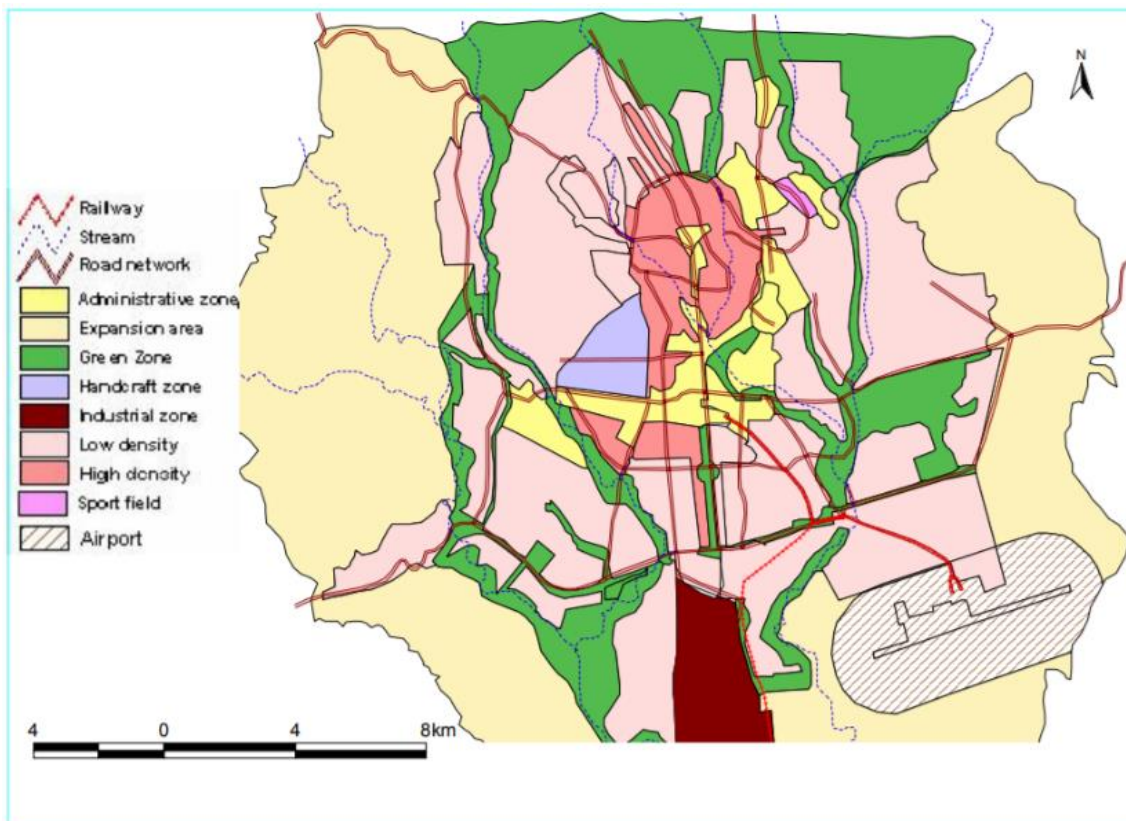 N
Railway
Stream
Road network
Administrative zone
Expansion area
Green Zone
Handcraft zone
Industrial zone
Low density
High density
Sport field
Airport
4 0 4 8km